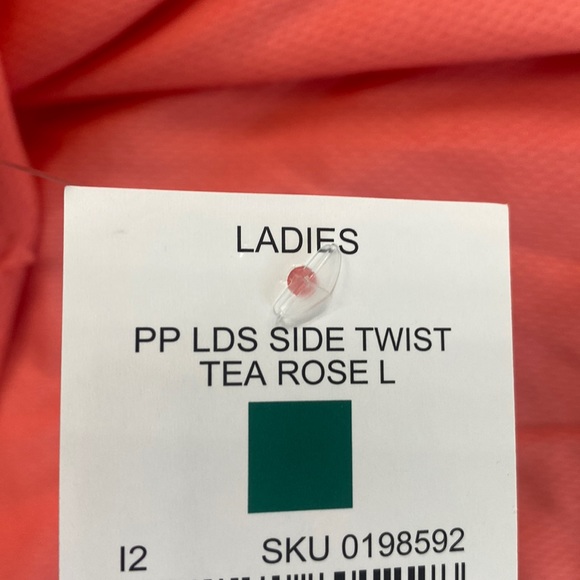 LADIES
PP LDS SIDE TWIST
TEA ROSE L
I2 SKU 0198592